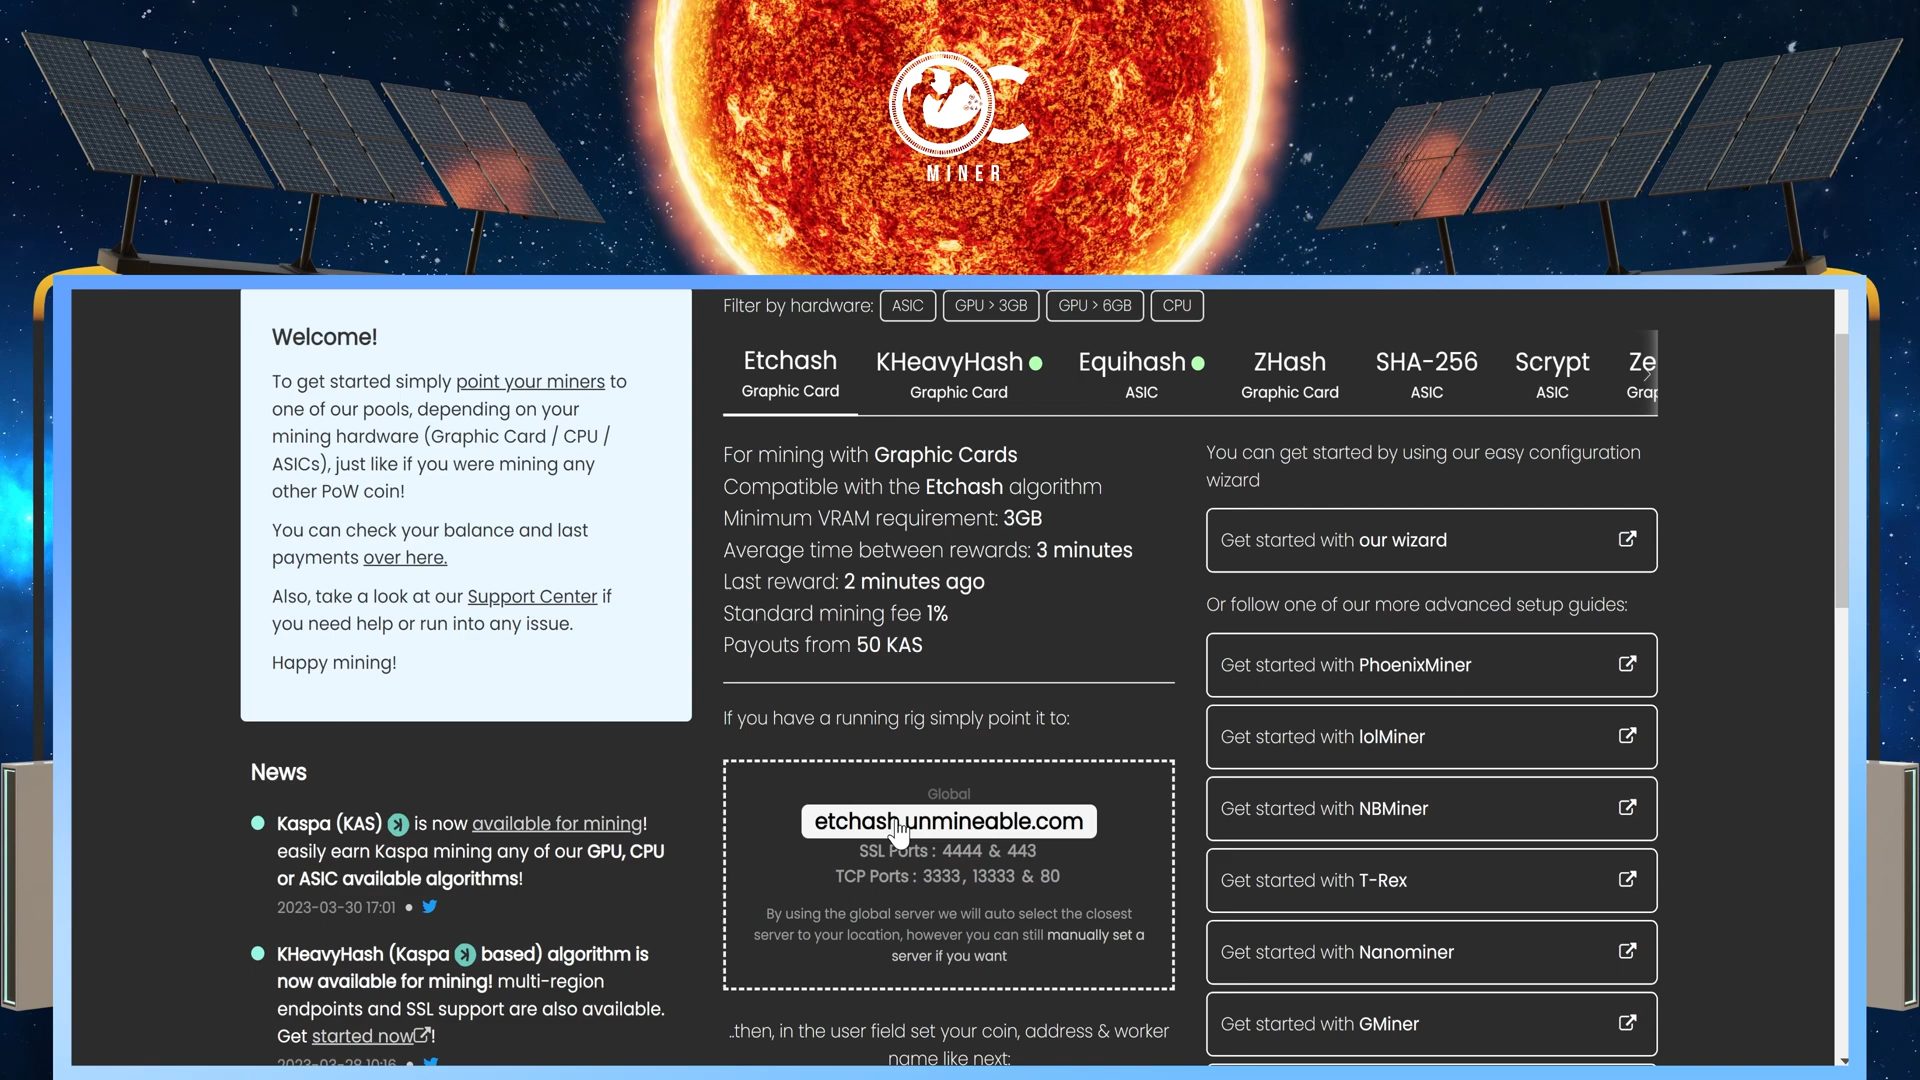 C
MINER
Filter by hardware: ASIC GPU > 3GB GPU > 6GB CPU
Welcome!
To get started simply point your miners to
one of our pools, depending on your
mining hardware (Graphic Card / CPU /
ASICs), just like if you were mining any
other PoW coin!
You can check your balance and last
payments over here.
Also, take a look at our Support Center if
you need help or run into any issue.
Happy mining!
News
Kaspa (KAS) is now available for mining!
easily earn Kaspa mining any of our GPU, CPU
or ASIC available algorithms!
2023-03-30 17:01
KHeavyHash (Kaspa based) algorithm is
now available for mining! multi-region
endpoints and SSL support are also available.
Get started now!
2023-03-28 10:16
Etchash KHeavyHash Equihash ZHash SHA-256 Scrypt Ze
Graphic Card Graphic Card ASIC Graphic Card ASIC ASIC Grap
For mining with Graphic Cards
Compatible with the Etchash algorithm
Minimum VRAM requirement: 3GB
Average time between rewards: 3 minutes
Last reward: 2 minutes ago
Standard mining fee 1%
Payouts from 50 KAS
If you have a running rig simply point it to:
Global
etchash.unmineable.com
SSL Ports : 4444 & 443
TCP Ports : 3333, 13333 & 80
By using the global server we will auto select the closest
server to your location, however you can still manually set a
server if you want
..then, in the user field set your coin, address & worker
name like next:
You can get started by using our easy configuration
wizard
Get started with our wizard
Or follow one of our more advanced setup guides:
Get started with PhoenixMiner
Get started with lolMiner
Get started with NBMiner
Get started with T-Rex
Get started with Nanominer
Get started with GMiner